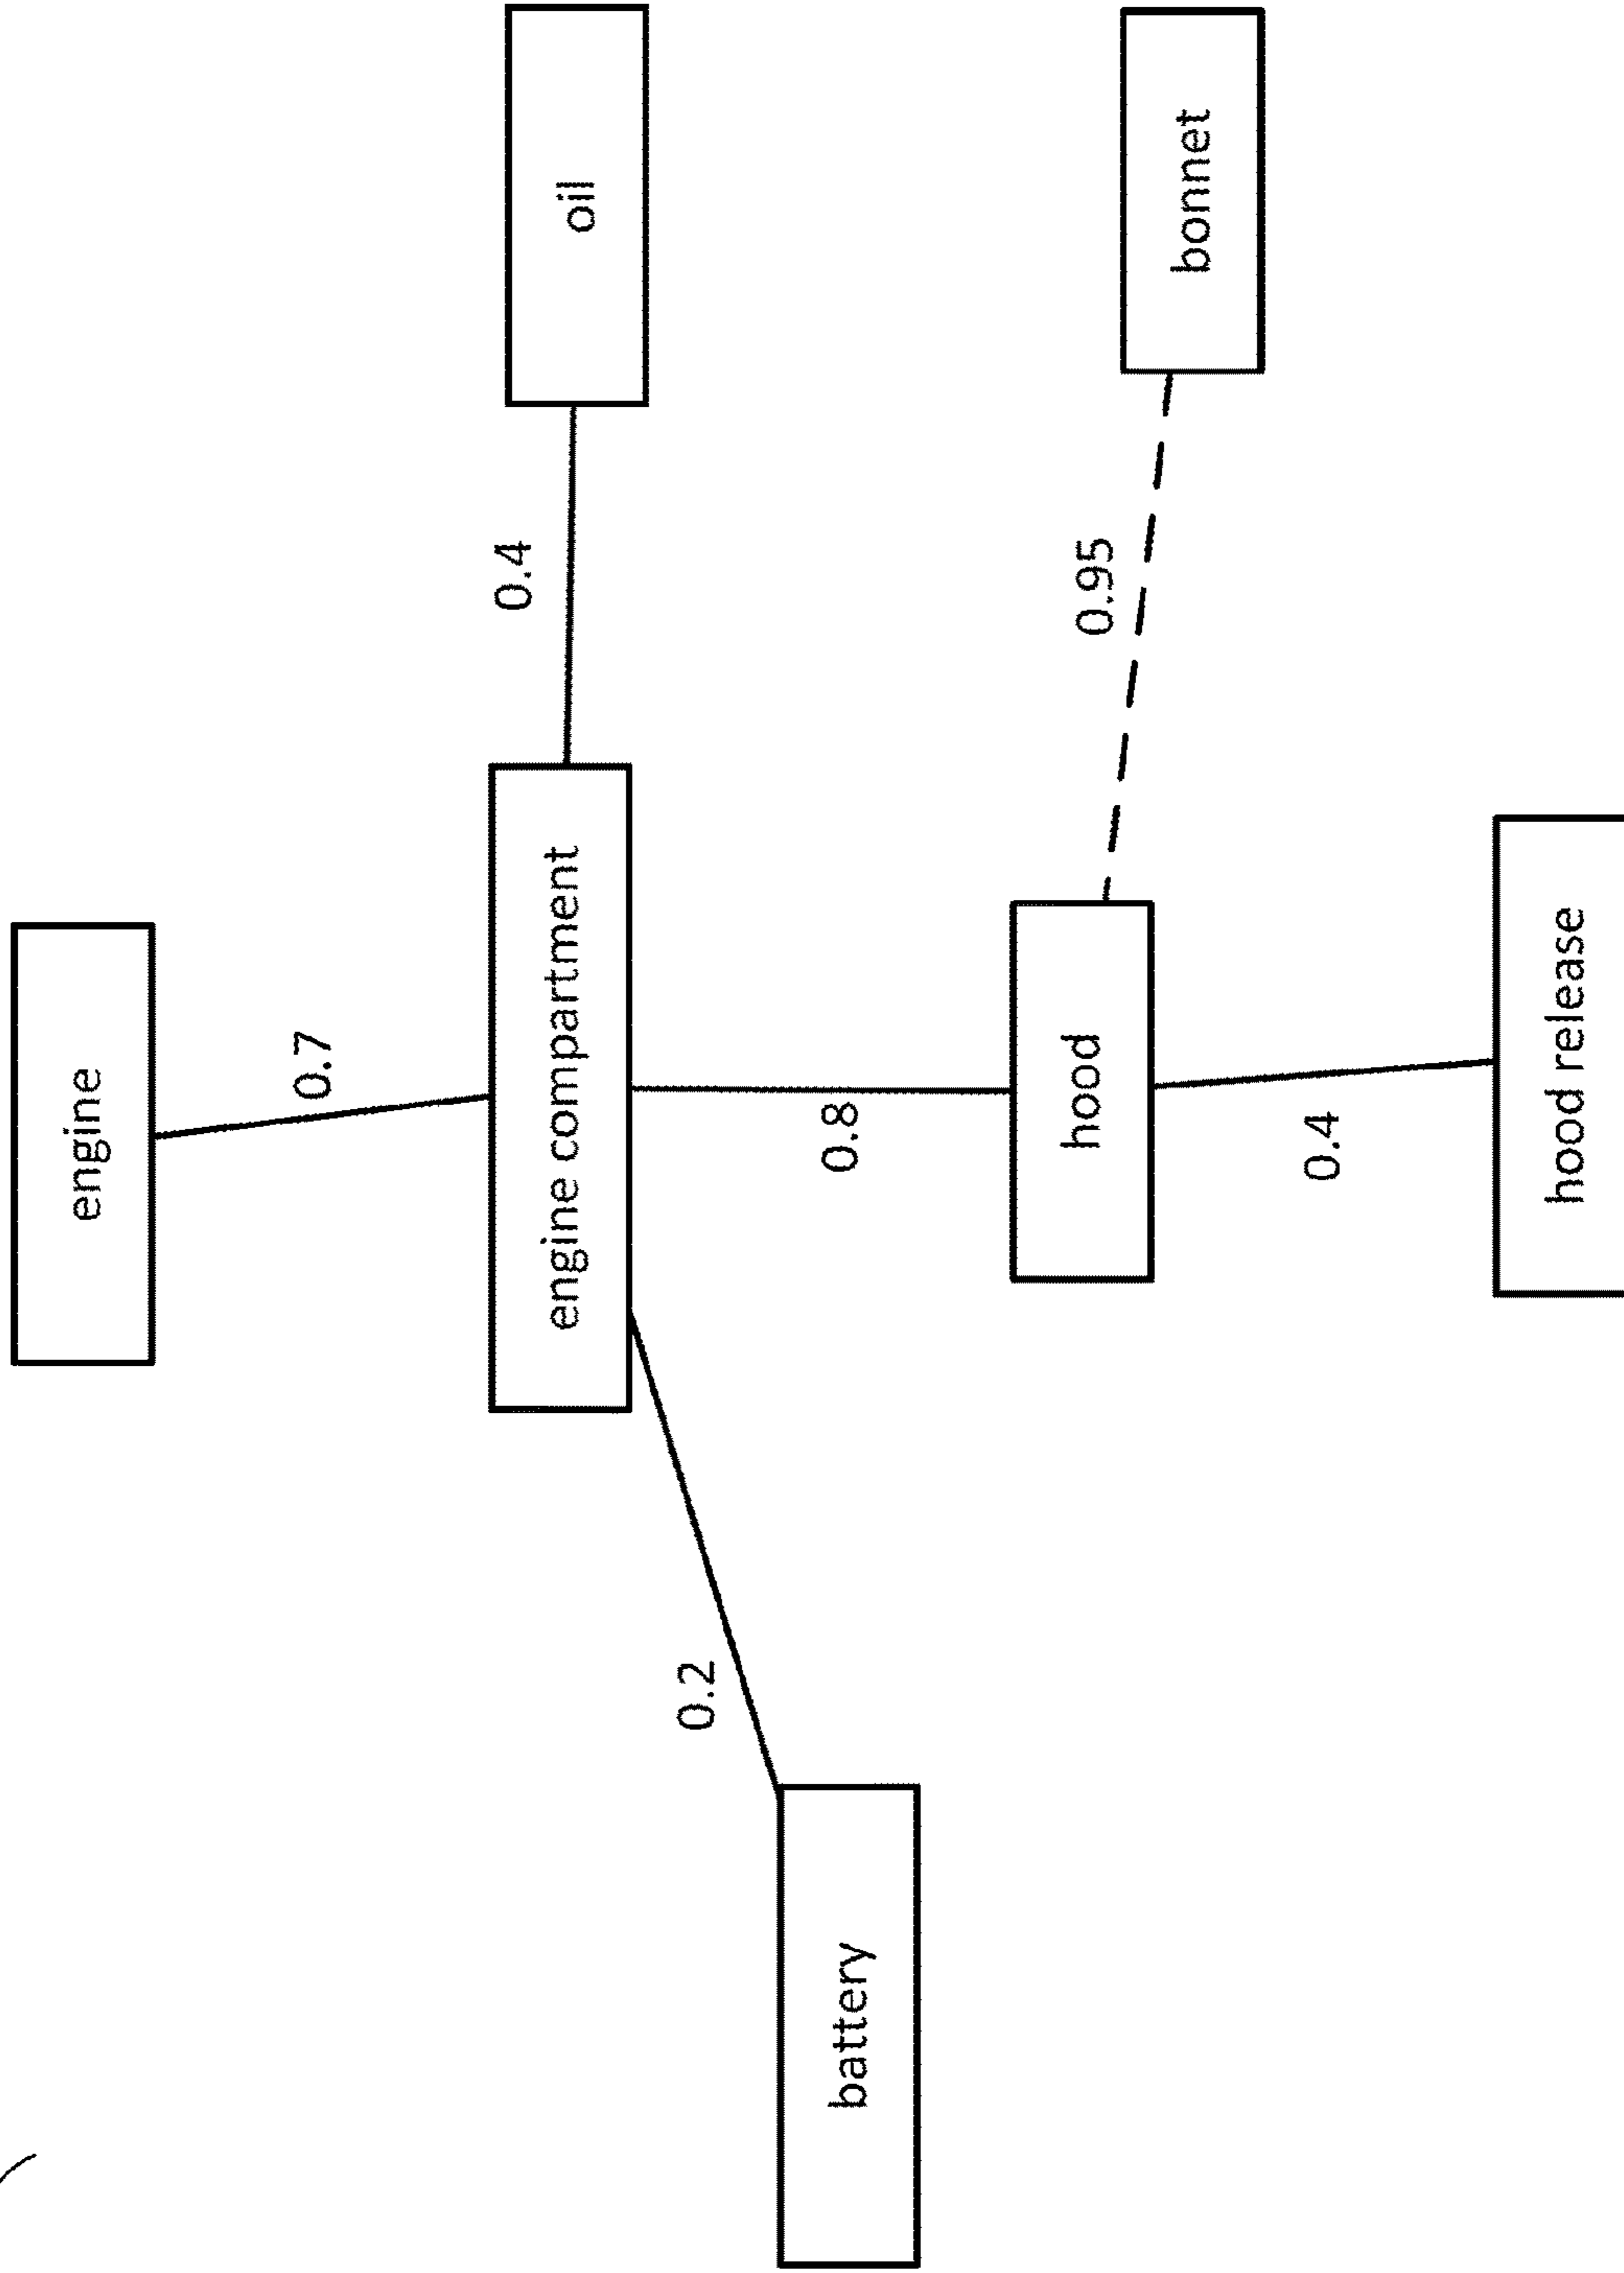 engine
0.7
engine compartment
0.4
oil
0.2
battery
0.8
hood
0.95
bonnet
0.4
hood release